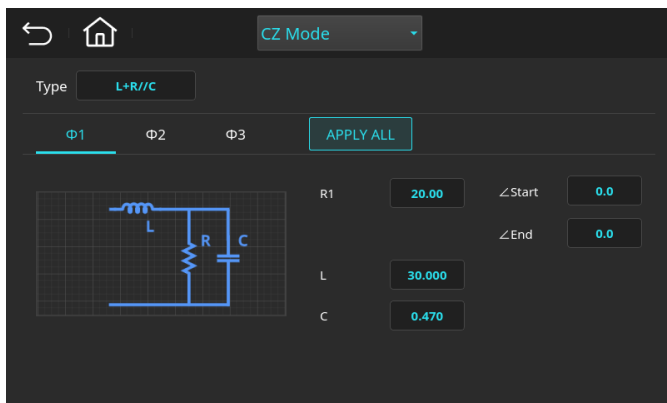 CZ Mode
Type L+R//C
Φ1 Φ2 Φ3 APPLY ALL
R1 20.00 ∠Start 0.0
∠End 0.0
L R C
L 30.000
C 0.470